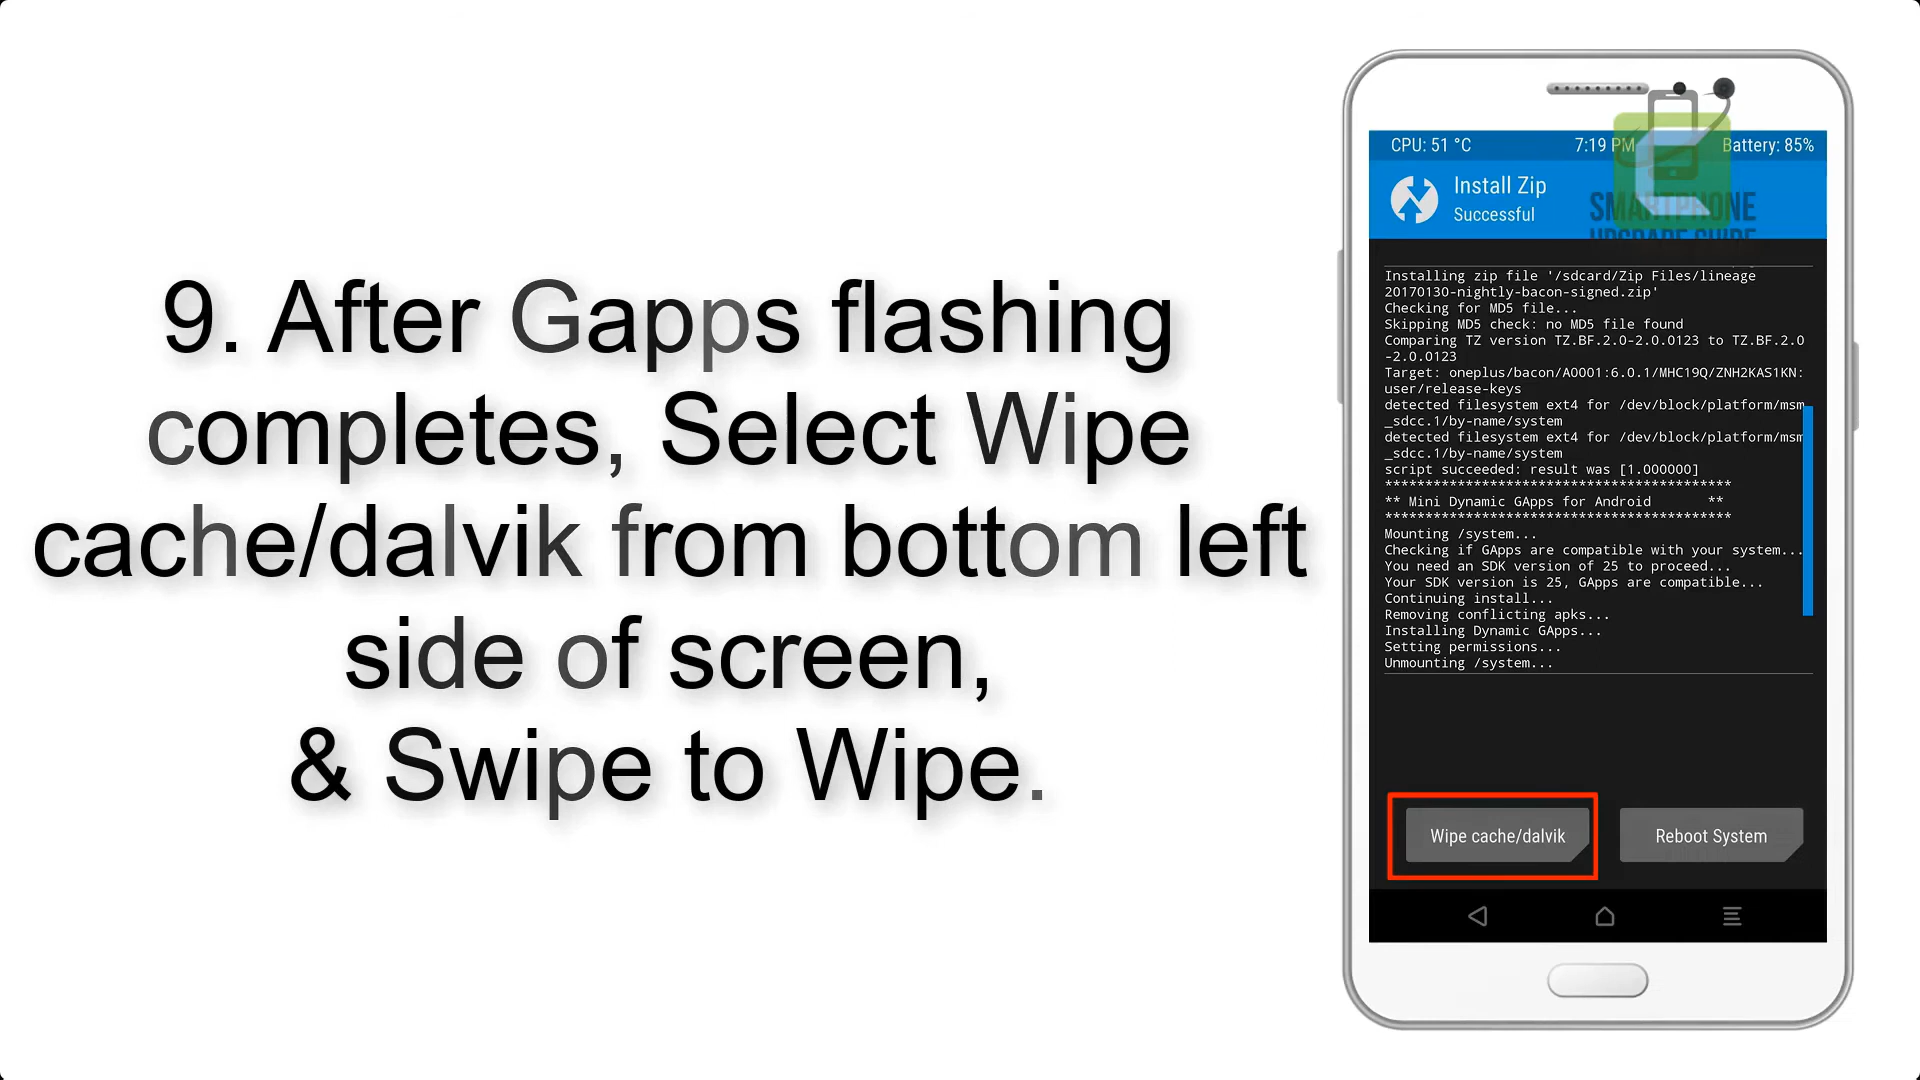 9. After Gapps flashing
completes, Select Wipe
cache/dalvik from bottom left
side of screen,
& Swipe to Wipe.
CPU: 51 °C 7:19 PM Battery: 85%
Install Zip
Successful
SMARTPHONE
UPGRADE GUIDE
Installing zip file '/sdcard/Zip Files/lineage
20170130-nightly-bacon-signed.zip'
Checking for MD5 file...
Skipping MD5 check: no MD5 file found
Comparing TZ version TZ.BF.2.0-2.0.0123 to TZ.BF.2.0
-2.0.0123
Target: oneplus/bacon/A0001:6.0.1/MHC19Q/ZNH2KAS1KN:
user/release-keys
detected filesystem ext4 for /dev/block/platform/msm
_sdcc.1/by-name/system
detected filesystem ext4 for /dev/block/platform/msm
_sdcc.1/by-name/system
script succeeded: result was [1.000000]
******************************************
** Mini Dynamic GApps for Android **
******************************************
Mounting /system...
Checking if GApps are compatible with your system...
You need an SDK version of 25 to proceed...
Your SDK version is 25, GApps are compatible...
Continuing install...
Removing conflicting apks...
Installing Dynamic GApps...
Setting permissions...
Unmounting /system...
Wipe cache/dalvik Reboot System